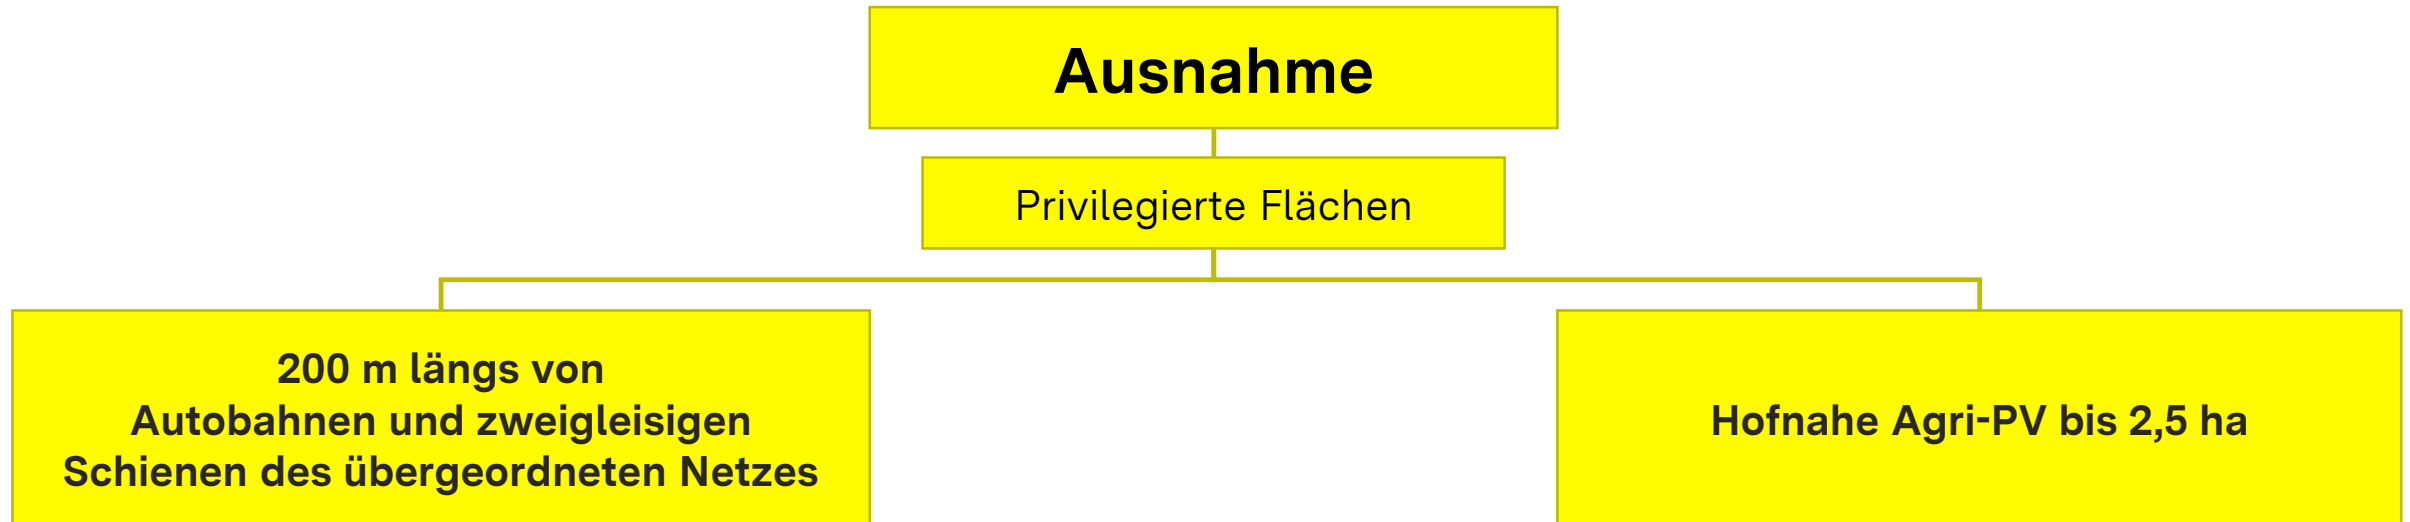 Ausnahme
Privilegierte Flächen
200 m längs von
Autobahnen und zweigleisigen
Schienen des übergeordneten Netzes
Hofnahe Agri-PV bis 2,5 ha